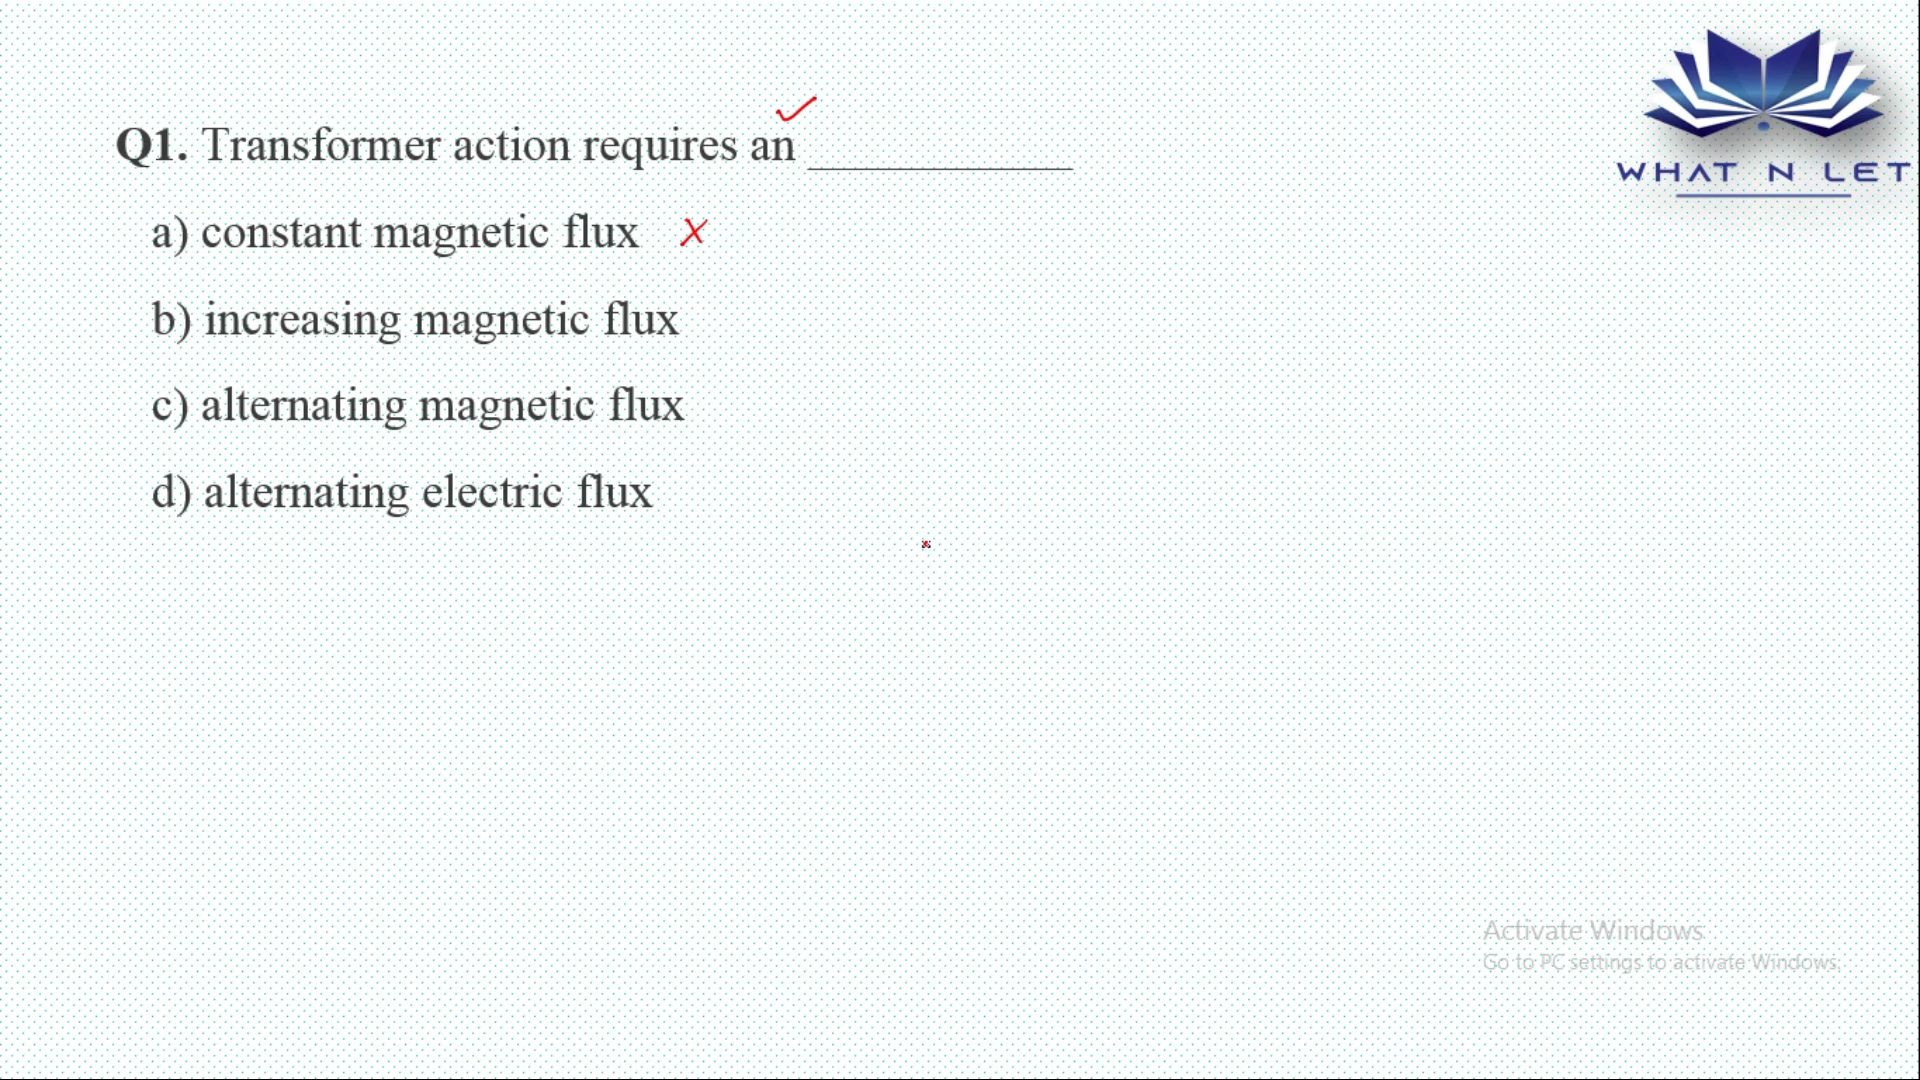 Q1. Transformer action requires an ___________
a) constant magnetic flux x
b) increasing magnetic flux
c) alternating magnetic flux
d) alternating electric flux
WHAT N LET
Activate Windows
Go to PC settings to activate Windows.